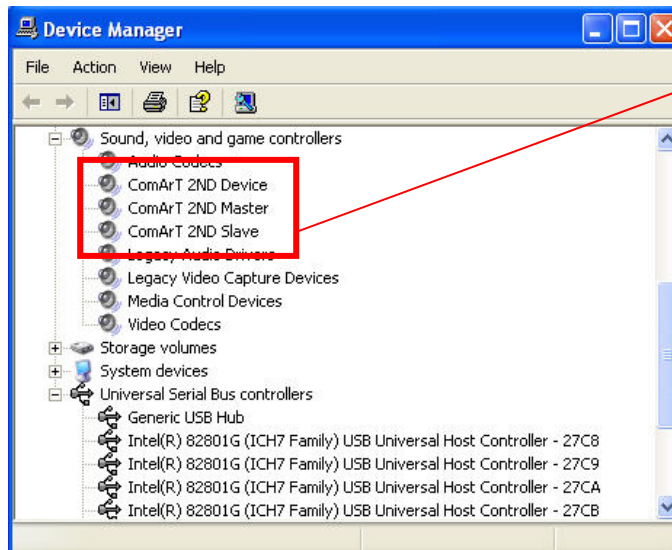 Device Manager
File Action View Help
Sound, video and game controllers
Audio Codecs
ComArT 2ND Device
ComArT 2ND Master
ComArT 2ND Slave
Legacy Audio Drivers
Legacy Video Capture Devices
Media Control Devices
Video Codecs
Storage volumes
System devices
Universal Serial Bus controllers
Generic USB Hub
Intel(R) 82801G (ICH7 Family) USB Universal Host Controller - 27C8
Intel(R) 82801G (ICH7 Family) USB Universal Host Controller - 27C9
Intel(R) 82801G (ICH7 Family) USB Universal Host Controller - 27CA
Intel(R) 82801G (ICH7 Family) USB Universal Host Controller - 27CB